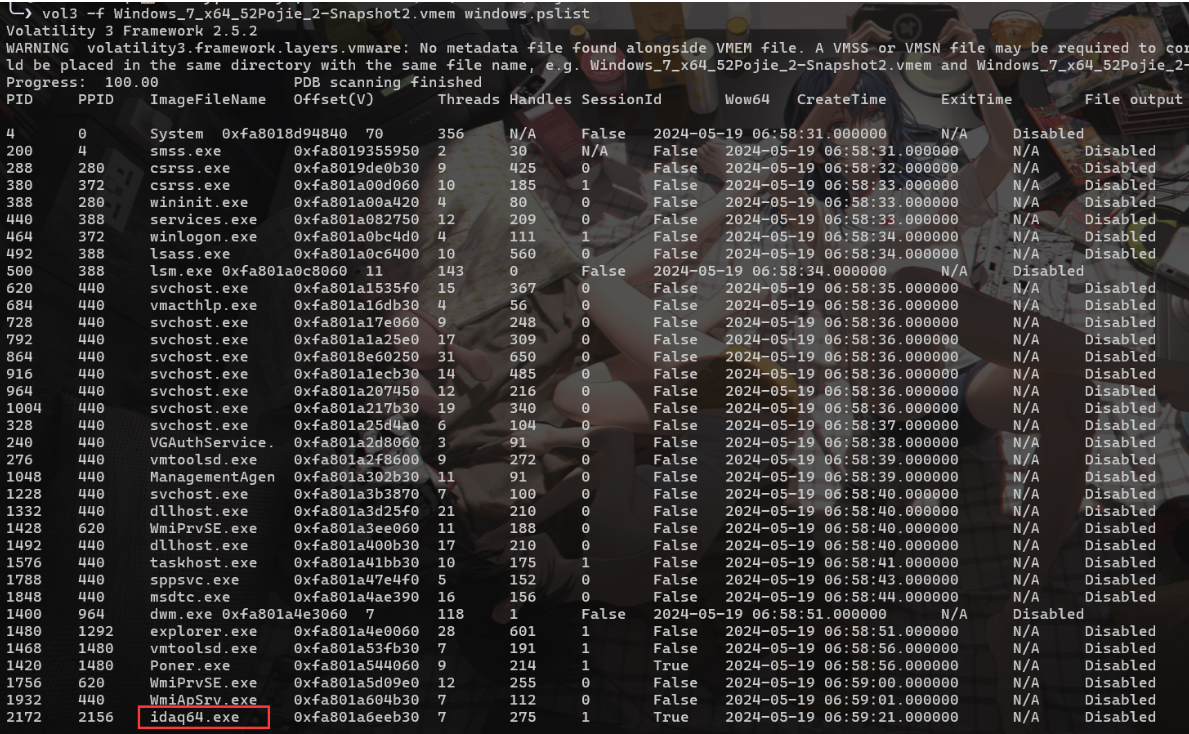 ╰─❯ vol3 -f Windows_7_x64_52Pojie_2-Snapshot2.vmem windows.pslist
Volatility 3 Framework 2.5.2
WARNING  volatility3.framework.layers.vmware: No metadata file found alongside VMEM file. A VMSS or VMSN file may be required to cor
ld be placed in the same directory with the same file name, e.g. Windows_7_x64_52Pojie_2-Snapshot2.vmem and Windows_7_x64_52Pojie_2-
Progress:  100.00               PDB scanning finished
PID PPID ImageFileName Offset(V) Threads Handles SessionId Wow64 CreateTime ExitTime File output
4 0 System 0xfa8018d94840 70 356 N/A False 2024-05-19 06:58:31.000000 N/A Disabled
200 4 smss.exe 0xfa8019355950 2 30 N/A False 2024-05-19 06:58:31.000000 N/A Disabled
288 280 csrss.exe 0xfa8019de0b30 9 425 0 False 2024-05-19 06:58:32.000000 N/A Disabled
380 372 csrss.exe 0xfa801a00d060 10 185 1 False 2024-05-19 06:58:33.000000 N/A Disabled
388 280 wininit.exe 0xfa801a00a420 4 80 0 False 2024-05-19 06:58:33.000000 N/A Disabled
440 388 services.exe 0xfa801a082750 12 209 0 False 2024-05-19 06:58:33.000000 N/A Disabled
464 372 winlogon.exe 0xfa801a0bc4d0 4 111 1 False 2024-05-19 06:58:34.000000 N/A Disabled
492 388 lsass.exe 0xfa801a0c6400 10 560 0 False 2024-05-19 06:58:34.000000 N/A Disabled
500 388 lsm.exe 0xfa801a0c8060 11 143 0 False 2024-05-19 06:58:34.000000 N/A Disabled
620 440 svchost.exe 0xfa801a1535f0 15 367 0 False 2024-05-19 06:58:35.000000 N/A Disabled
684 440 vmacthlp.exe 0xfa801a16db30 4 56 0 False 2024-05-19 06:58:36.000000 N/A Disabled
728 440 svchost.exe 0xfa801a17e060 9 248 0 False 2024-05-19 06:58:36.000000 N/A Disabled
792 440 svchost.exe 0xfa801a1a25e0 17 309 0 False 2024-05-19 06:58:36.000000 N/A Disabled
864 440 svchost.exe 0xfa8018e60250 31 650 0 False 2024-05-19 06:58:36.000000 N/A Disabled
916 440 svchost.exe 0xfa801a1ecb30 14 485 0 False 2024-05-19 06:58:36.000000 N/A Disabled
964 440 svchost.exe 0xfa801a207450 12 216 0 False 2024-05-19 06:58:36.000000 N/A Disabled
1004 440 svchost.exe 0xfa801a217b30 19 340 0 False 2024-05-19 06:58:36.000000 N/A Disabled
328 440 svchost.exe 0xfa801a25d4a0 6 104 0 False 2024-05-19 06:58:37.000000 N/A Disabled
240 440 VGAuthService. 0xfa801a2d8060 3 91 0 False 2024-05-19 06:58:38.000000 N/A Disabled
276 440 vmtoolsd.exe 0xfa801a2f8600 9 272 0 False 2024-05-19 06:58:39.000000 N/A Disabled
1048 440 ManagementAgen 0xfa801a302b30 11 91 0 False 2024-05-19 06:58:39.000000 N/A Disabled
1228 440 svchost.exe 0xfa801a3b3870 7 100 0 False 2024-05-19 06:58:40.000000 N/A Disabled
1332 440 dllhost.exe 0xfa801a3d25f0 21 210 0 False 2024-05-19 06:58:40.000000 N/A Disabled
1428 620 WmiPrvSE.exe 0xfa801a3ee060 11 188 0 False 2024-05-19 06:58:40.000000 N/A Disabled
1492 440 dllhost.exe 0xfa801a400b30 17 210 0 False 2024-05-19 06:58:40.000000 N/A Disabled
1576 440 taskhost.exe 0xfa801a41bb30 10 175 1 False 2024-05-19 06:58:41.000000 N/A Disabled
1788 440 sppsvc.exe 0xfa801a47e4f0 5 152 0 False 2024-05-19 06:58:43.000000 N/A Disabled
1848 440 msdtc.exe 0xfa801a4ae390 16 156 0 False 2024-05-19 06:58:44.000000 N/A Disabled
1400 964 dwm.exe 0xfa801a4e3060 7 118 1 False 2024-05-19 06:58:51.000000 N/A Disabled
1480 1292 explorer.exe 0xfa801a4e0060 28 601 1 False 2024-05-19 06:58:51.000000 N/A Disabled
1468 1480 vmtoolsd.exe 0xfa801a53fb30 7 191 1 False 2024-05-19 06:58:56.000000 N/A Disabled
1420 1480 Poner.exe 0xfa801a544060 9 214 1 True 2024-05-19 06:58:56.000000 N/A Disabled
1756 620 WmiPrvSE.exe 0xfa801a5d09e0 12 255 0 False 2024-05-19 06:59:00.000000 N/A Disabled
1932 440 WmiApSrv.exe 0xfa801a604b30 7 112 0 False 2024-05-19 06:59:01.000000 N/A Disabled
2172 2156 idaq64.exe 0xfa801a6eeb30 7 275 1 True 2024-05-19 06:59:21.000000 N/A Disabled